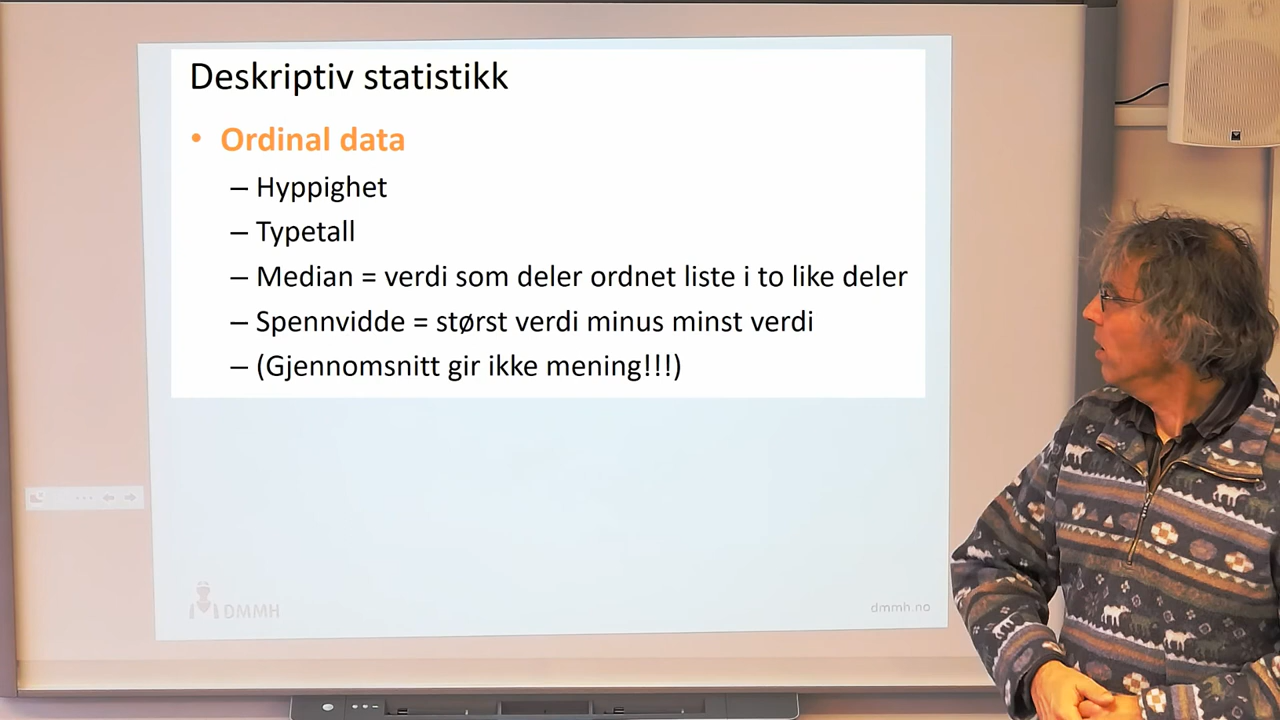 Deskriptiv statistikk
• Ordinal data
– Hyppighet
– Typetall
– Median = verdi som deler ordnet liste i to like deler
– Spennvidde = størst verdi minus minst verdi
– (Gjennomsnitt gir ikke mening!!!)
DMMH
dmmh.no